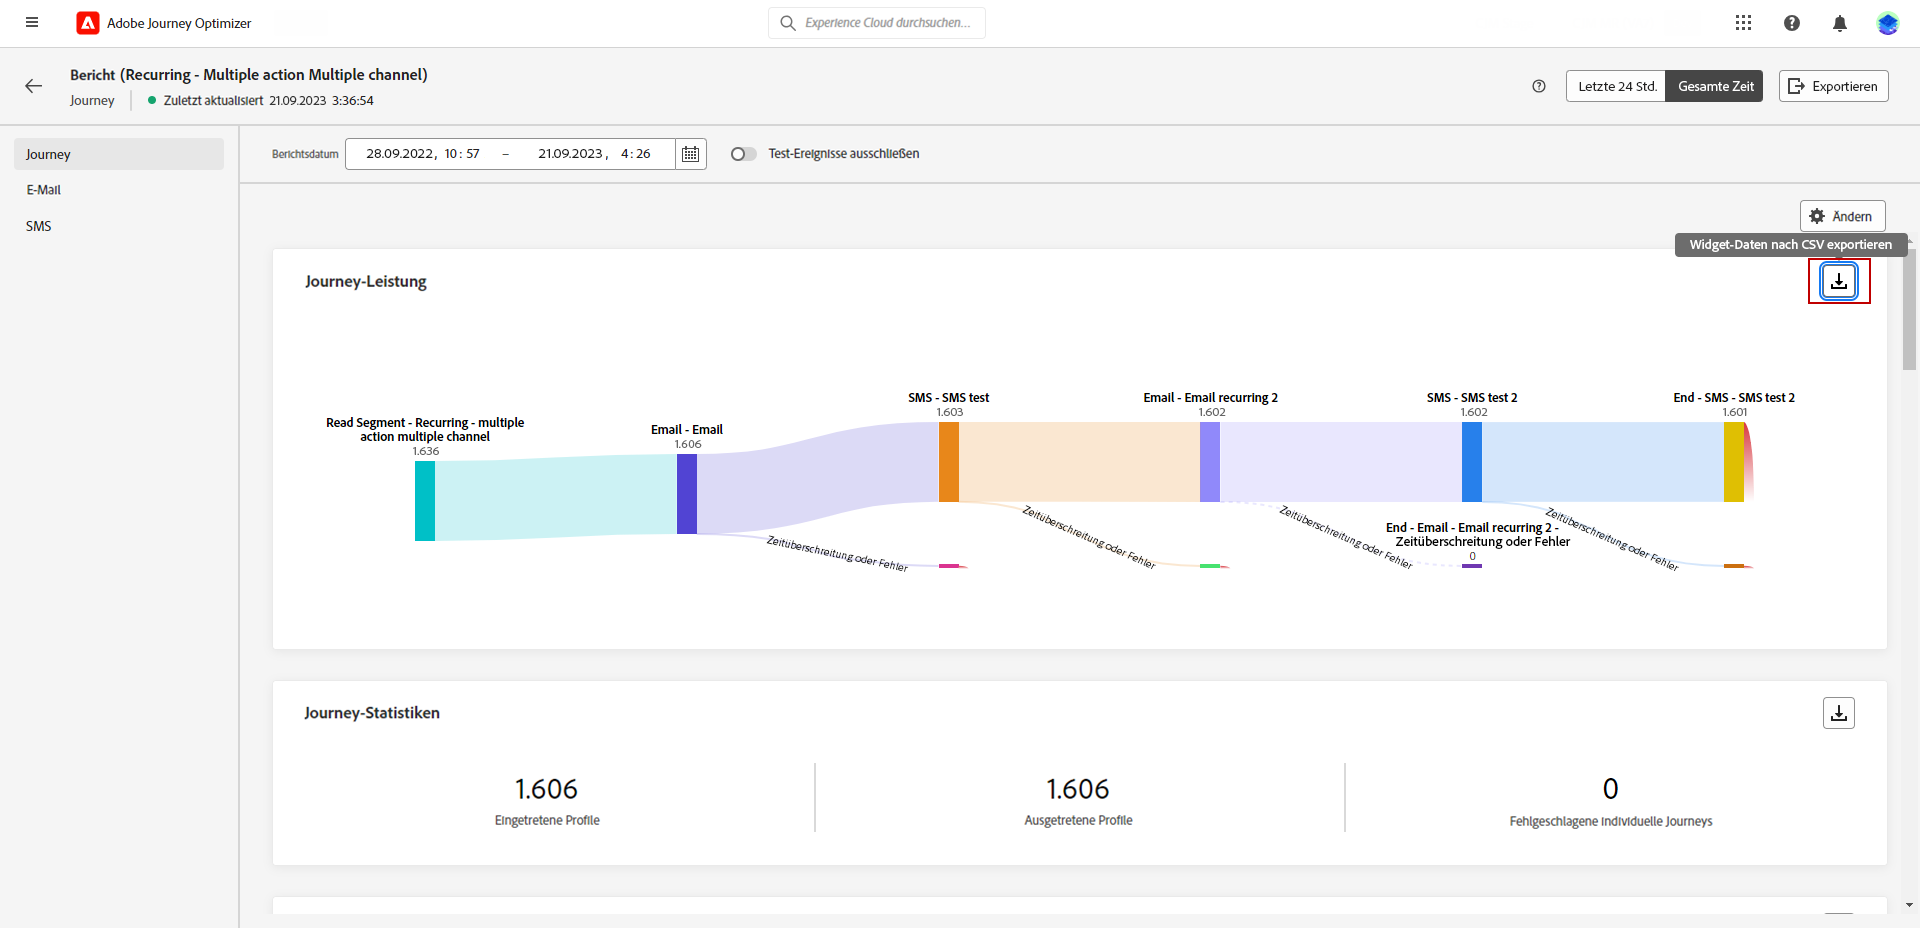 Adobe Journey Optimizer
Experience Cloud durchsuchen...
Bericht (Recurring - Multiple action Multiple channel)
Journey
Zuletzt aktualisiert 21.09.2023 3:36:54
Letzte 24 Std.
Gesamte Zeit
Exportieren
Journey
E-Mail
SMS
Berichtsdatum
28.09.2022, 10:57 – 21.09.2023, 4:26
Test-Ereignisse ausschließen
Ändern
Widget-Daten nach CSV exportieren
Journey-Leistung
Read Segment - Recurring - multiple
action multiple channel
1.636
Email - Email
1.606
SMS - SMS test
1.603
Email - Email recurring 2
1.602
SMS - SMS test 2
1.602
End - SMS - SMS test 2
1.601
Zeitüberschreitung oder Fehler
Zeitüberschreitung oder Fehler
Zeitüberschreitung oder Fehler
End - Email - Email recurring 2 -
Zeitüberschreitung oder Fehler
0
Zeitüberschreitung oder Fehler
Journey-Statistiken
1.606
Eingetretene Profile
1.606
Ausgetretene Profile
0
Fehlgeschlagene individuelle Journeys